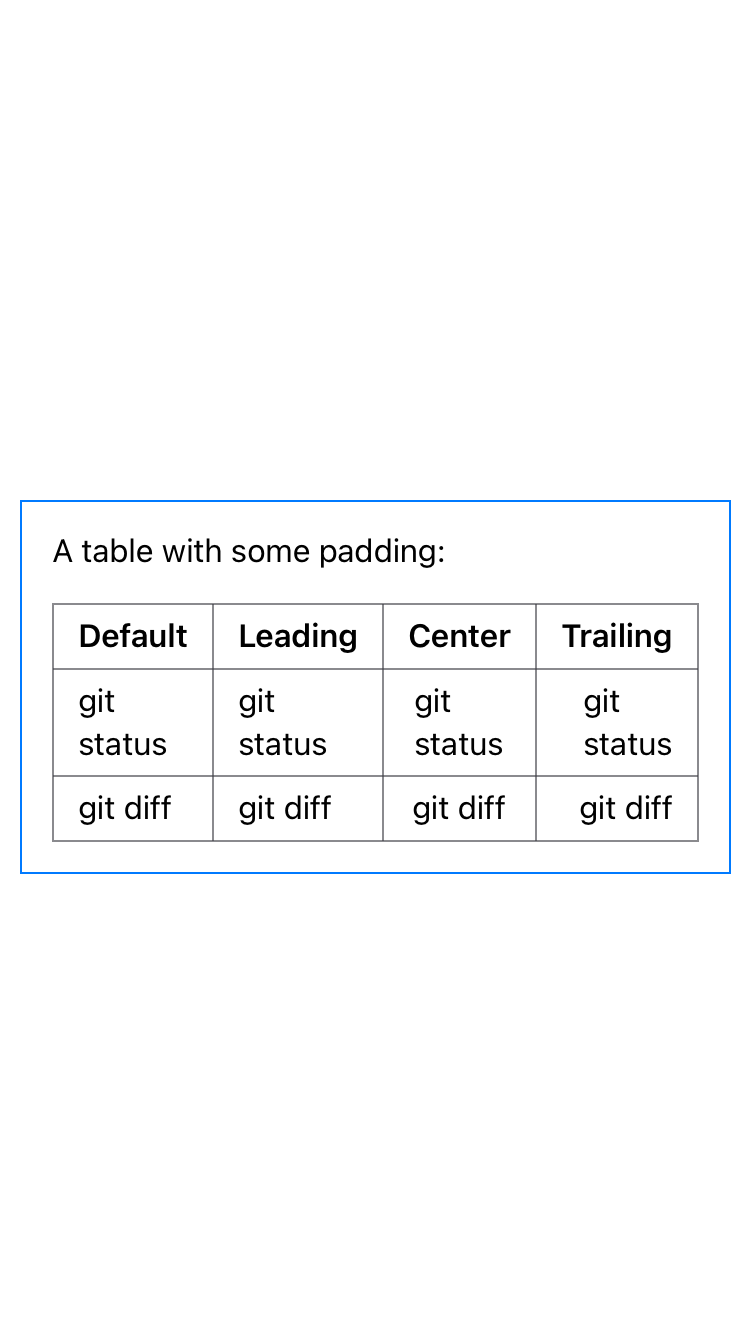 A table with some padding:
Default Leading Center Trailing
git git git git
status status status status
git diff git diff git diff git diff